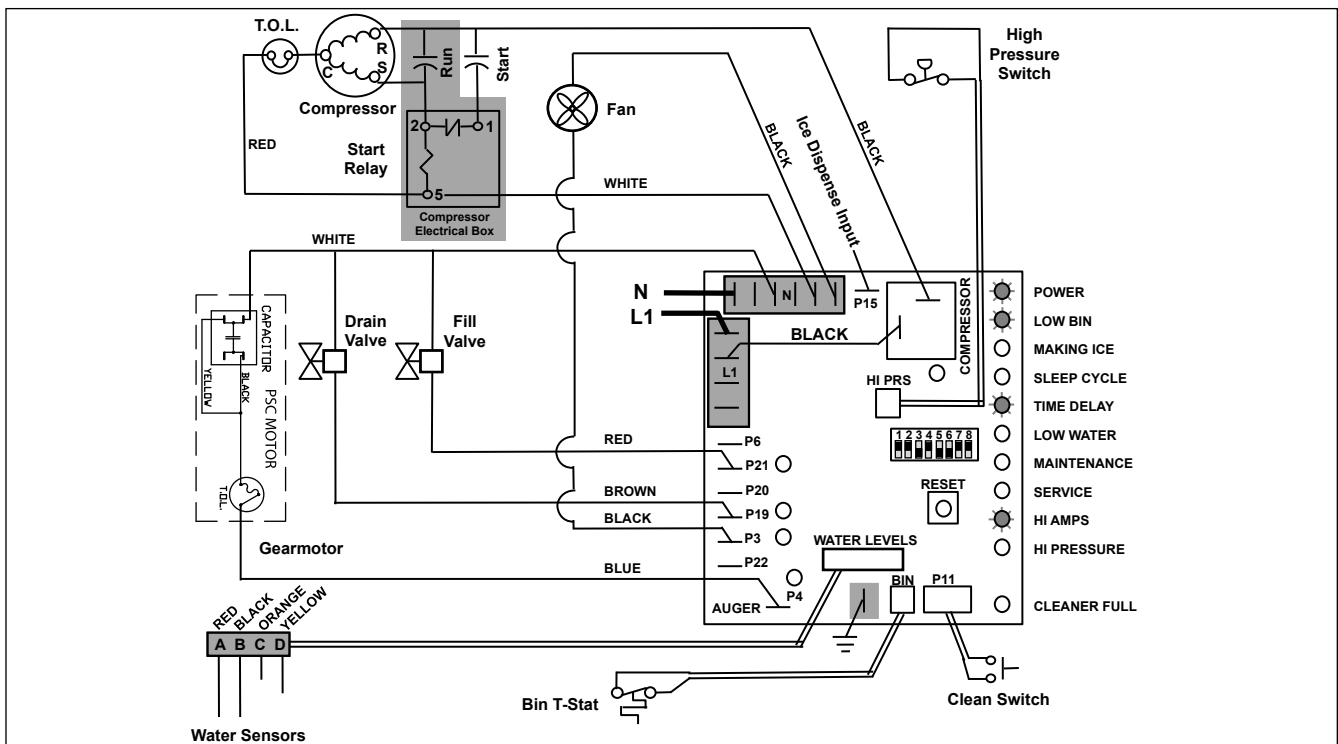 T.O.L.
R
S
C
Compressor
Run
Start
2
1
5
Start
Relay
Compressor
Electrical Box
RED
WHITE
Fan
BLACK
Ice Dispense Input
BLACK
High
Pressure
Switch
WHITE
N
L1
N
P15
COMPRESSOR
BLACK
L1
HI PRS
1 2 3 4 5 6 7 8
RESET
POWER
LOW BIN
MAKING ICE
SLEEP CYCLE
TIME DELAY
LOW WATER
MAINTENANCE
SERVICE
HI AMPS
HI PRESSURE
CLEANER FULL
CAPACITOR
YELLOW
BLACK
PSC MOTOR
T.O.L.
Gearmotor
Drain
Valve
Fill
Valve
RED
P6
P21
BROWN
P20
P19
BLACK
P3
P22
BLUE
P4
AUGER
WATER LEVELS
BIN
P11
RED
BLACK
ORANGE
YELLOW
A B C D
Water Sensors
Bin T-Stat
Clean Switch